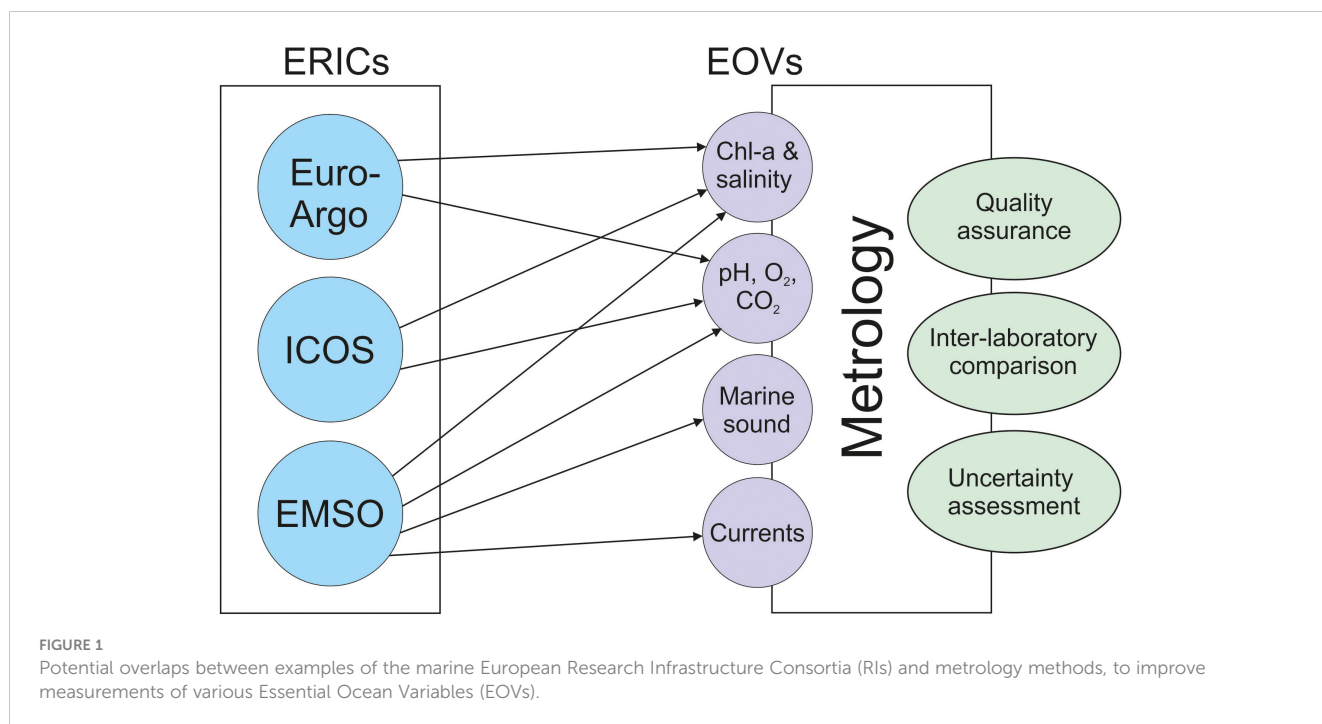 ERICs
EOVs
Euro-
Argo
ICOS
EMSO
Chl-a &
salinity
pH, O₂,
CO₂
Marine
sound
Currents
Metrology
Quality
assurance
Inter-laboratory
comparison
Uncertainty
assessment
FIGURE 1
Potential overlaps between examples of the marine European Research Infrastructure Consortia (RIs) and metrology methods, to improve
measurements of various Essential Ocean Variables (EOVs).